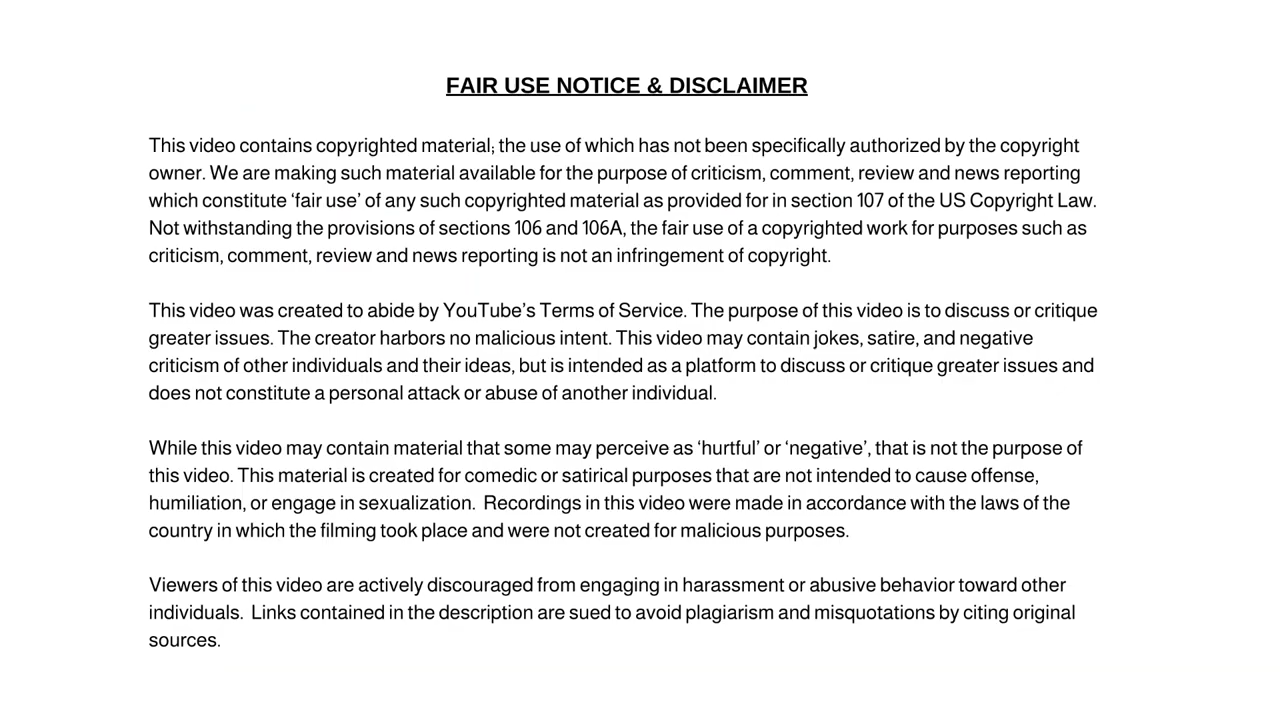 FAIR USE NOTICE & DISCLAIMER
This video contains copyrighted material; the use of which has not been specifically authorized by the copyright
owner. We are making such material available for the purpose of criticism, comment, review and news reporting
which constitute ‘fair use’ of any such copyrighted material as provided for in section 107 of the US Copyright Law.
Not withstanding the provisions of sections 106 and 106A, the fair use of a copyrighted work for purposes such as
criticism, comment, review and news reporting is not an infringement of copyright.
This video was created to abide by YouTube’s Terms of Service. The purpose of this video is to discuss or critique
greater issues. The creator harbors no malicious intent. This video may contain jokes, satire, and negative
criticism of other individuals and their ideas, but is intended as a platform to discuss or critique greater issues and
does not constitute a personal attack or abuse of another individual.
While this video may contain material that some may perceive as ‘hurtful’ or ‘negative’, that is not the purpose of
this video. This material is created for comedic or satirical purposes that are not intended to cause offense,
humiliation, or engage in sexualization. Recordings in this video were made in accordance with the laws of the
country in which the filming took place and were not created for malicious purposes.
Viewers of this video are actively discouraged from engaging in harassment or abusive behavior toward other
individuals. Links contained in the description are sued to avoid plagiarism and misquotations by citing original
sources.